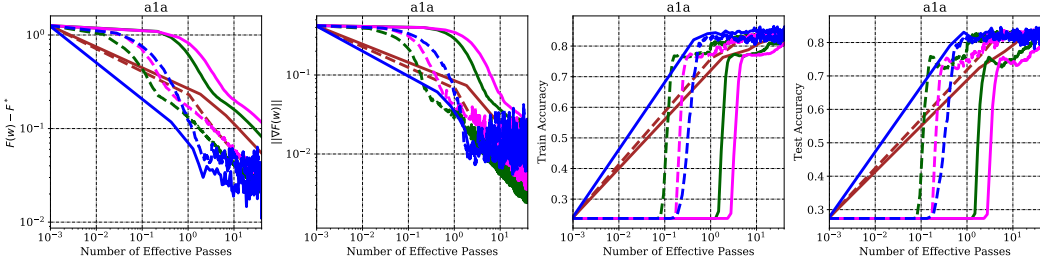 a1a
F(w) − F*
10⁰
10⁻¹
10⁻²
10⁻³ 10⁻² 10⁻¹ 10⁰ 10¹
Number of Effective Passes
a1a
||∇F(w)||
10⁻¹
10⁻²
10⁻³ 10⁻² 10⁻¹ 10⁰ 10¹
Number of Effective Passes
a1a
Train Accuracy
0.8
0.7
0.6
0.5
0.4
0.3
10⁻³ 10⁻² 10⁻¹ 10⁰ 10¹
Number of Effective Passes
a1a
Test Accuracy
0.8
0.7
0.6
0.5
0.4
0.3
10⁻³ 10⁻² 10⁻¹ 10⁰ 10¹
Number of Effective Passes